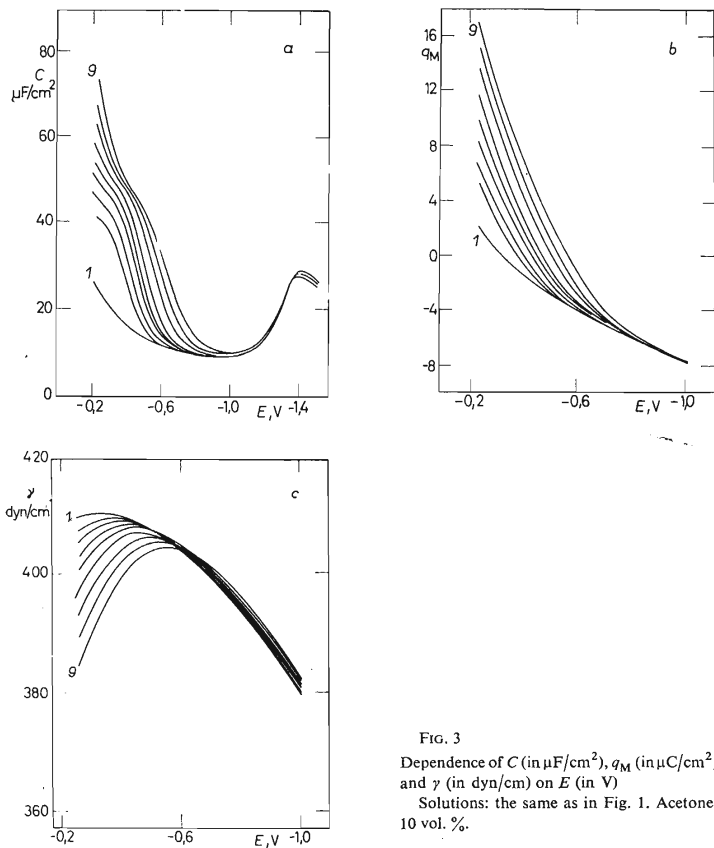 80
C
µF/cm²
60
40
20
0
9
1
a
-0,2
-0,6
-1,0
E, V
-1,4
16
qM
12
8
4
0
-4
-8
9
1
b
-0,2
-0,6
E, V
-1,0
420
γ
dyn/cm
400
380
360
1
9
c
-0,2
-0,6
E, V
-1,0
FIG. 3
Dependence of C (in µF/cm²), qM (in µC/cm²
and γ (in dyn/cm) on E (in V)
Solutions: the same as in Fig. 1. Acetone
10 vol. %.